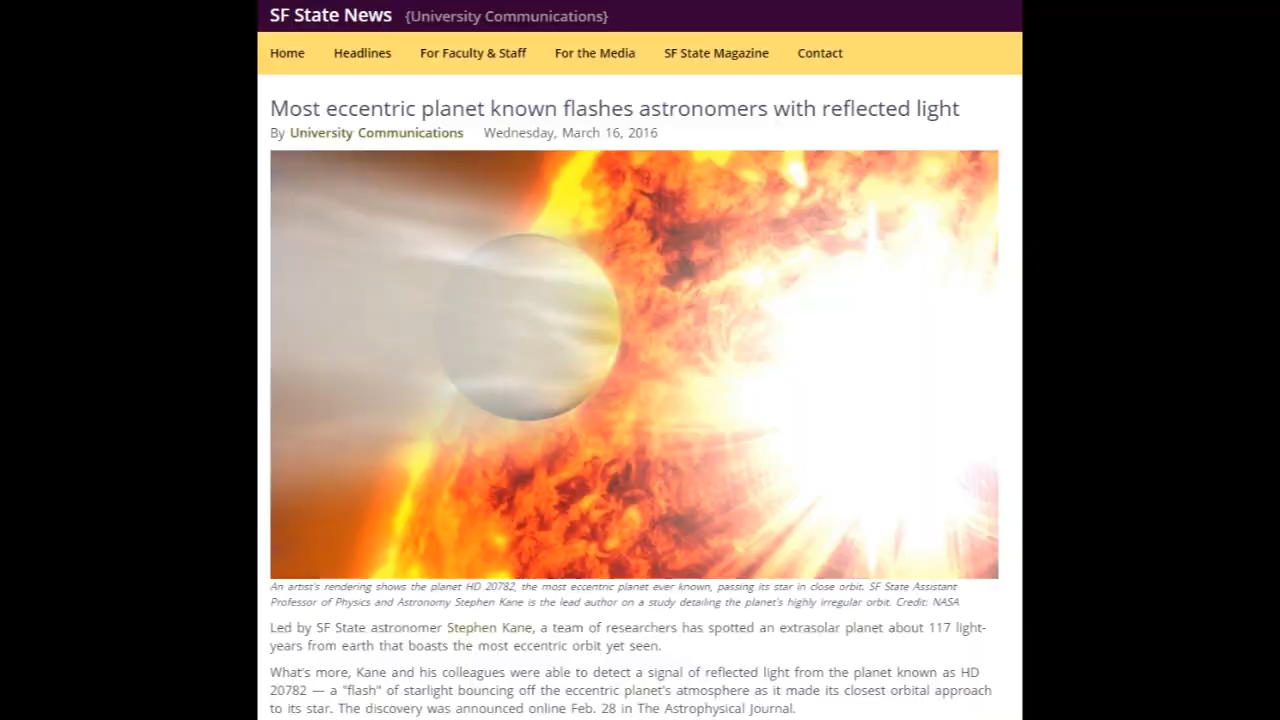 SF State News {University Communications}
Home Headlines For Faculty & Staff For the Media SF State Magazine Contact
Most eccentric planet known flashes astronomers with reflected light
By University Communications Wednesday, March 16, 2016
An artist's rendering shows the planet HD 20782, the most eccentric planet ever known, passing its star in close orbit. SF State Assistant
Professor of Physics and Astronomy Stephen Kane is the lead author on a study detailing the planet's highly irregular orbit. Credit: NASA
Led by SF State astronomer Stephen Kane, a team of researchers has spotted an extrasolar planet about 117 light-
years from earth that boasts the most eccentric orbit yet seen.
What's more, Kane and his colleagues were able to detect a signal of reflected light from the planet known as HD
20782 — a "flash" of starlight bouncing off the eccentric planet's atmosphere as it made its closest orbital approach
to its star. The discovery was announced online Feb. 28 in The Astrophysical Journal.